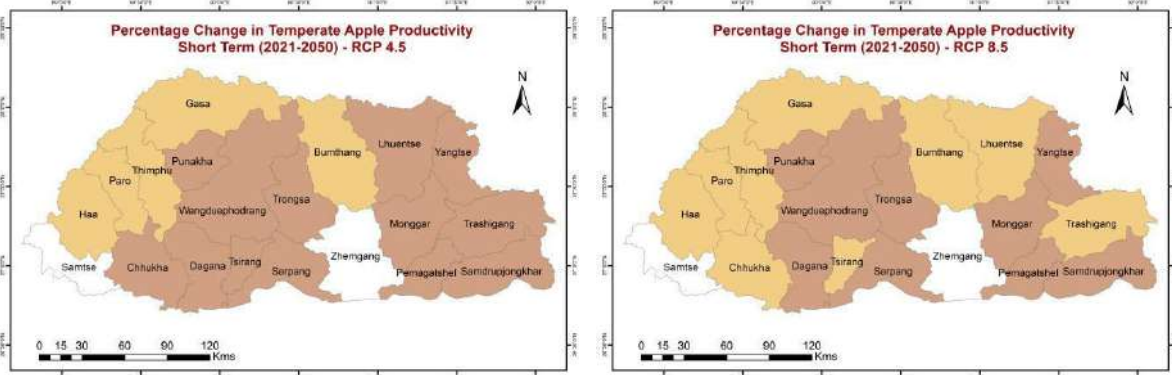 Percentage Change in Temperate Apple Productivity
Short Term (2021-2050) - RCP 4.5
N
Gasa
Bumthang
Lhuentse
Punakha
Yangtse
Thimphu
Paro
Trongsa
Haa
Wangduephodrang
Monggar
Trashigang
Zhemgang
Samtse
Chhukha
Dagana
Tsirang
Sarpang
Pemagatshel
Samdrupjongkhar
0 15 30 60 90 120
Kms
Percentage Change in Temperate Apple Productivity
Short Term (2021-2050) - RCP 8.5
N
Gasa
Bumthang
Lhuentse
Punakha
Yangtse
Thimphu
Paro
Trongsa
Haa
Wangduephodrang
Monggar
Trashigang
Zhemgang
Samtse
Chhukha
Dagana
Tsirang
Sarpang
Pemagatshel
Samdrupjongkhar
0 15 30 60 90 120
Kms